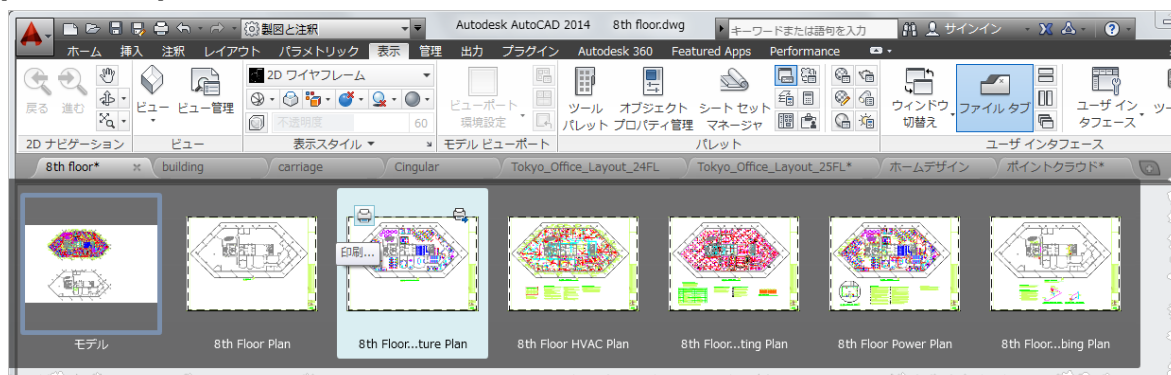 製図と注釈 Autodesk AutoCAD 2014 8th floor.dwg キーワードまたは語句を入力 サインイン
ホーム 挿入 注釈 レイアウト パラメトリック 表示 管理 出力 プラグイン Autodesk 360 Featured Apps Performance
戻る 進む ビュー ビュー管理 2D ワイヤフレーム
不透明度 60
ビューポート
環境設定
ツール
パレット
オブジェクト
プロパティ管理
シート セット
マネージャ
ウィンドウ
切替え
ファイル タブ
ユーザ イン
タフェース
ツー
2D ナビゲーション ビュー 表示スタイル モデル ビューポート パレット ユーザ インタフェース
8th floor* building carriage Cingular Tokyo_Office_Layout_24FL Tokyo_Office_Layout_25FL* ホームデザイン ポイントクラウド*
印刷...
モデル 8th Floor Plan 8th Floor...ture Plan 8th Floor HVAC Plan 8th Floor...ting Plan 8th Floor Power Plan 8th Floor...bing Plan